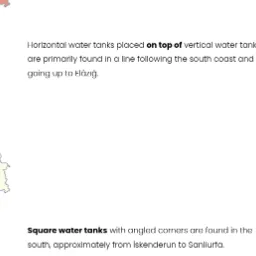 Horizontal water tanks placed on top of vertical water tank
are primarily found in a line following the south coast and
going up to Elâzığ.
Square water tanks with angled corners are found in the
south, approximately from İskenderun to Sanliurfa.